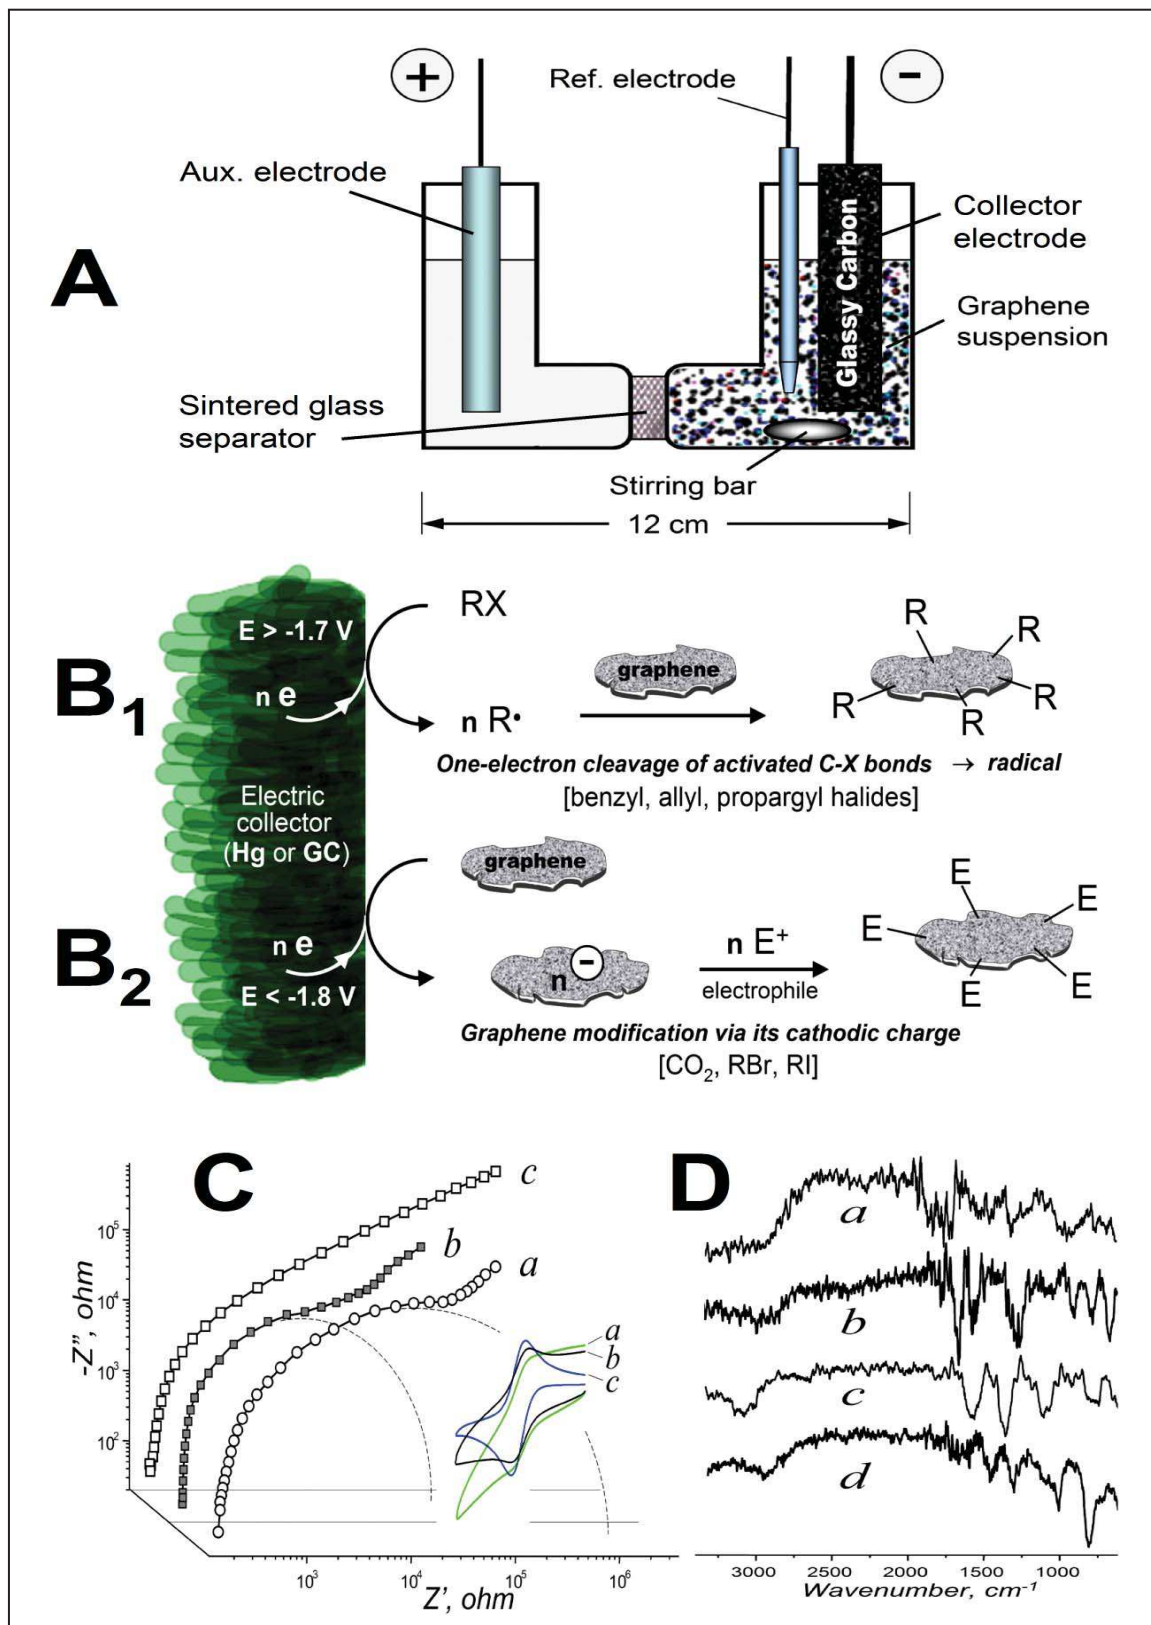 A
+
-
Ref. electrode
Aux. electrode
Glassy Carbon
Collector
electrode
Graphene
suspension
Sintered glass
separator
Stirring bar
12 cm
B1
E > -1.7 V
n e
RX
n R•
graphene
R
R
R
R
R
One-electron cleavage of activated C-X bonds → radical
[benzyl, allyl, propargyl halides]
Electric
collector
(Hg or GC)
B2
n e
E < -1.8 V
graphene
n -
n E+
electrophile
E
E
E
E
E
Graphene modification via its cathodic charge
[CO2, RBr, RI]
C
c
b
a
-Z", ohm
10^5
10^4
10^3
10^2
a
b
c
10^3
10^4
10^5
10^6
Z', ohm
D
a
b
c
d
3000
2500
2000
1500
1000
Wavenumber, cm-1